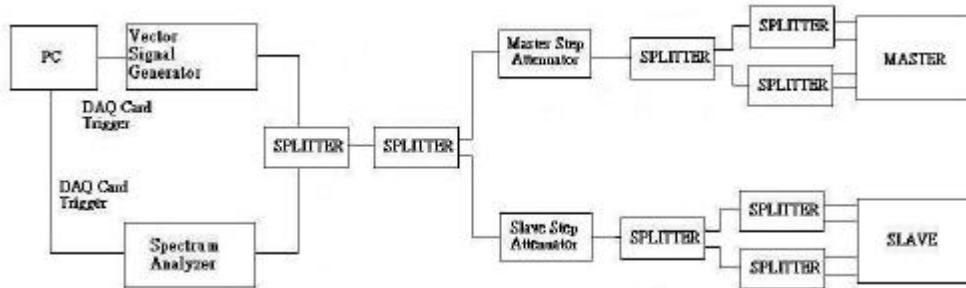 PC
Vector
Signal
Generator
DAQ Card
Trigger
DAQ Card
Trigger
Spectrum
Analyzer
SPLITTER
SPLITTER
Master Step
Attenuator
SPLITTER
SPLITTER
SPLITTER
MASTER
Slave Step
Attenuator
SPLITTER
SPLITTER
SPLITTER
SLAVE